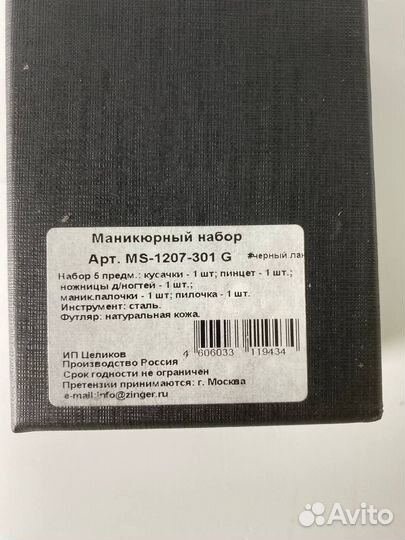 Маникюрный набор
Арт. MS-1207-301 G #черный лак
Набор 5 предм.: кусачки - 1 шт; пинцет - 1 шт.;
ножницы д/ногтей - 1 шт.;
маник.палочки - 1 шт; пилочка - 1 шт.
Инструмент: сталь.
Футляр: натуральная кожа.
ИП Целиков
4 606033 119434
Производство Россия
Срок годности не ограничен
Претензии принимаются: г. Москва
e-mail:info@zinger.ru
Avito